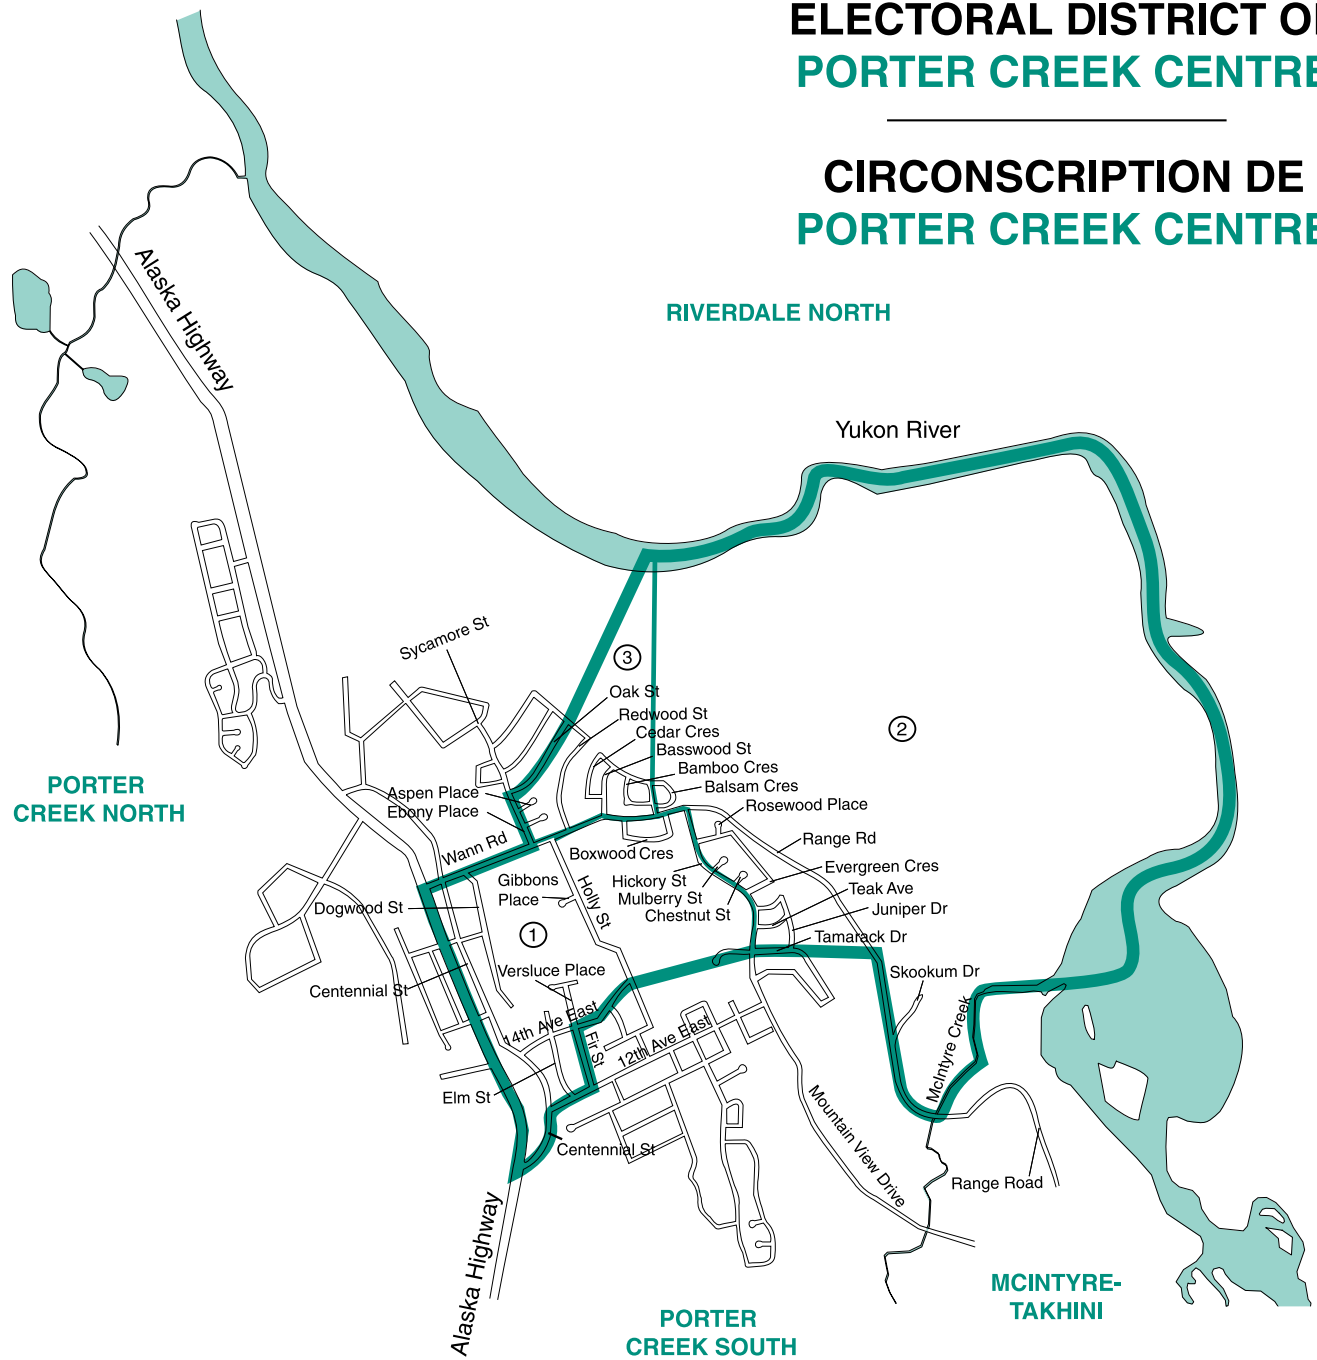 ELECTORAL DISTRICT OF
PORTER CREEK CENTRE
CIRCONSCRIPTION DE
PORTER CREEK CENTRE
RIVERDALE NORTH
Alaska Highway
Yukon River
Sycamore St
3
Oak St
Redwood St
Cedar Cres
Basswood St
Bamboo Cres
Balsam Cres
Rosewood Place
2
PORTER
CREEK NORTH
Aspen Place
Ebony Place
Wann Rd
Range Rd
Boxwood Cres
Evergreen Cres
Gibbons
Place
Holly St
Hickory St
Mulberry St
Chestnut St
Teak Ave
Juniper Dr
Dogwood St
1
Tamarack Dr
Versluce Place
Skookum Dr
Centennial St
14th Ave East
Fir St
12th Ave East
McIntyre Creek
Elm St
Centennial St
Mountain View Drive
Range Road
Alaska Highway
MCINTYRE-
TAKHINI
PORTER
CREEK SOUTH